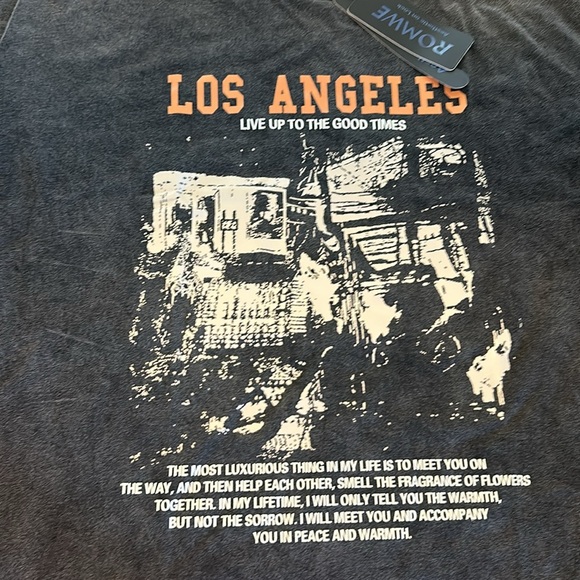 ROMWE
LOS ANGELES
LIVE UP TO THE GOOD TIMES
THE MOST LUXURIOUS THING IN MY LIFE IS TO MEET YOU ON
THE WAY, AND THEN HELP EACH OTHER, SMELL THE FRAGRANCE OF FLOWERS
TOGETHER. IN MY LIFETIME, I WILL ONLY TELL YOU THE WARMTH,
BUT NOT THE SORROW. I WILL MEET YOU AND ACCOMPANY
YOU IN PEACE AND WARMTH.